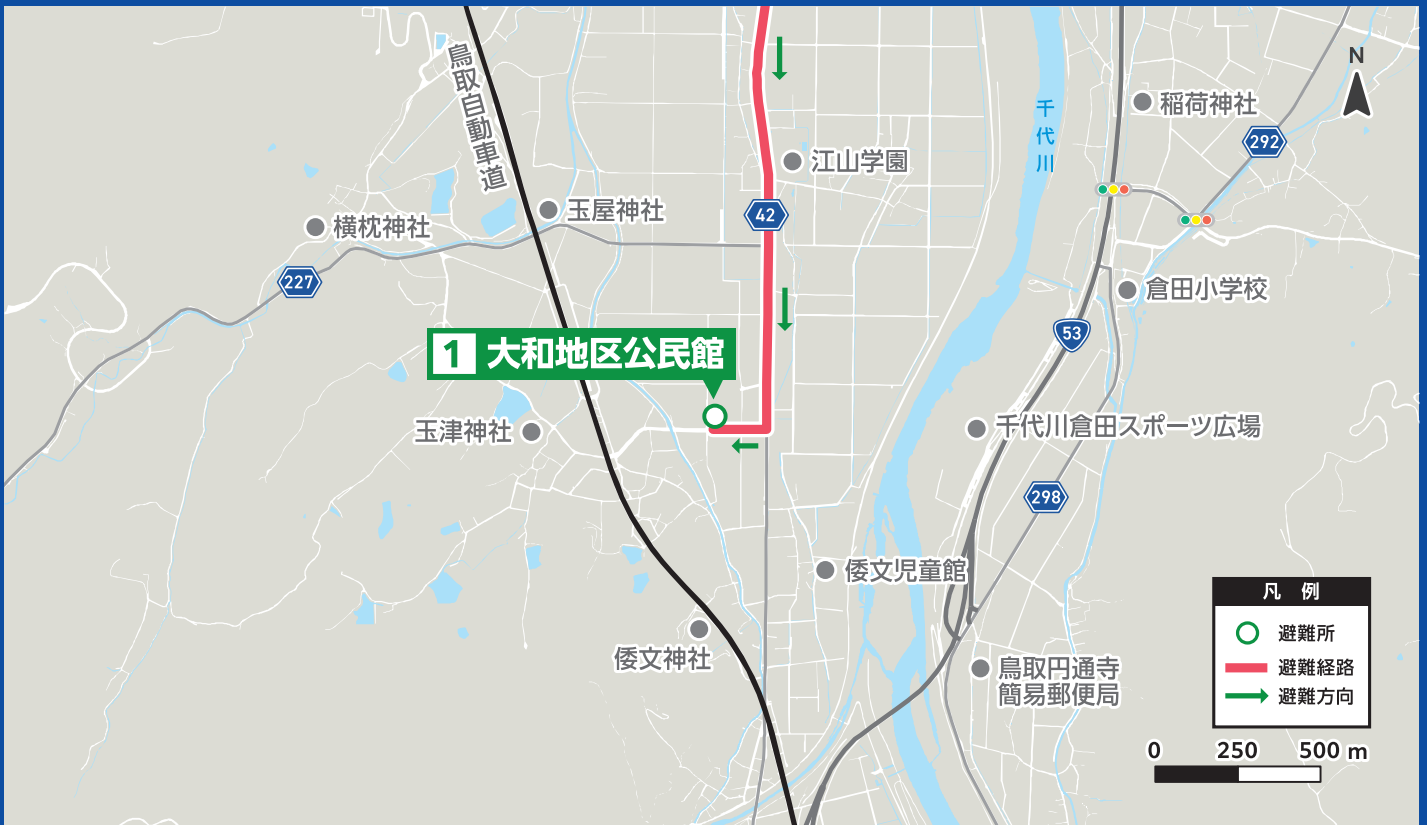 鳥取自動車道
N
千代川
稲荷神社
292
江山学園
42
玉屋神社
横枕神社
227
倉田小学校
53
1 大和地区公民館
玉津神社
千代川倉田スポーツ広場
298
倭文児童館
倭文神社
鳥取円通寺
簡易郵便局
凡 例
避難所
避難経路
避難方向
0 250 500 m